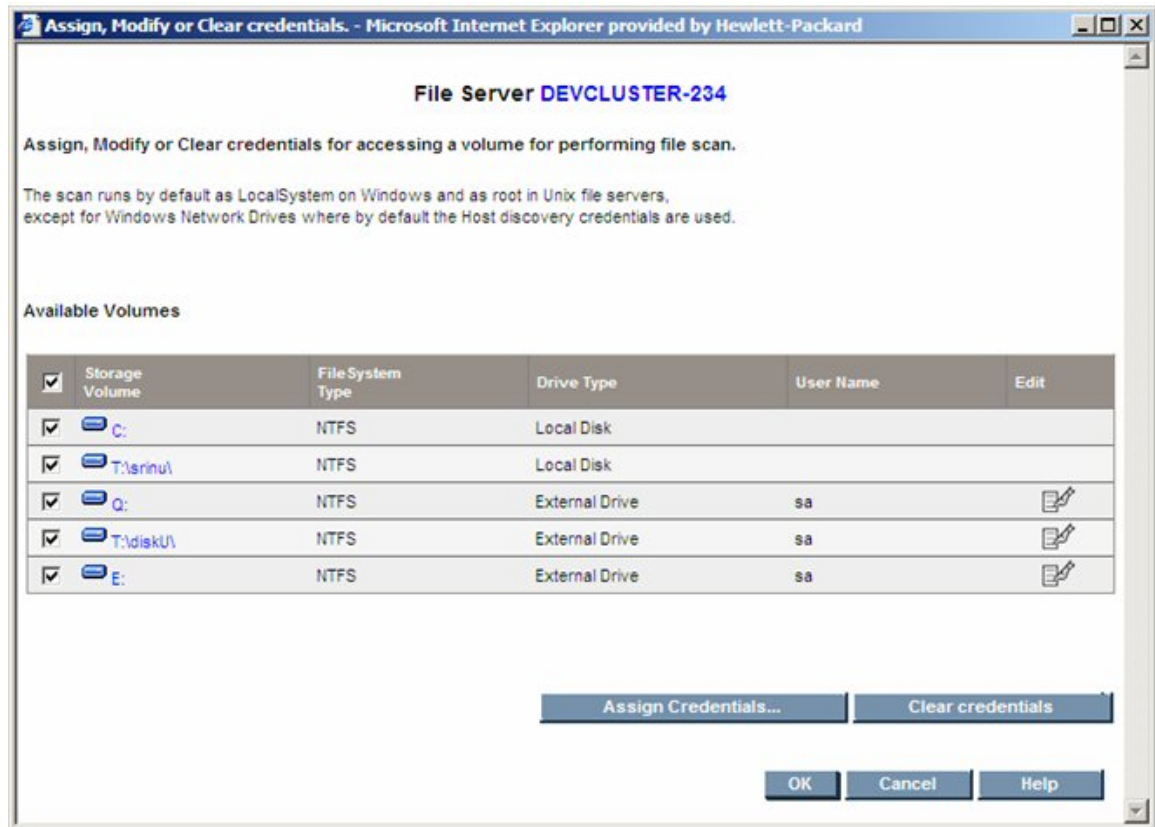 Assign, Modify or Clear credentials. - Microsoft Internet Explorer provided by Hewlett-Packard
File Server DEVCLUSTER-234
Assign, Modify or Clear credentials for accessing a volume for performing file scan.
The scan runs by default as LocalSystem on Windows and as root in Unix file servers,
except for Windows Network Drives where by default the Host discovery credentials are used.
Available Volumes
Storage Volume FileSystem Type Drive Type User Name Edit
C: NTFS Local Disk
T:\srinu\ NTFS Local Disk
Q: NTFS External Drive sa
T:\diskU\ NTFS External Drive sa
E: NTFS External Drive sa
Assign Credentials... Clear credentials
OK Cancel Help